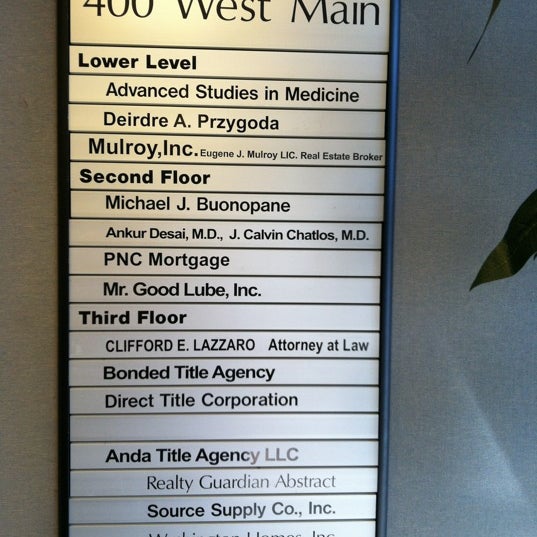 400 West Main
Lower Level
Advanced Studies in Medicine
Deirdre A. Przygoda
Mulroy,Inc. Eugene J. Mulroy LIC. Real Estate Broker
Second Floor
Michael J. Buonopane
Ankur Desai, M.D., J. Calvin Chatlos, M.D.
PNC Mortgage
Mr. Good Lube, Inc.
Third Floor
CLIFFORD E. LAZZARO Attorney at Law
Bonded Title Agency
Direct Title Corporation
Anda Title Agency LLC
Realty Guardian Abstract
Source Supply Co., Inc.
Homes, Inc.